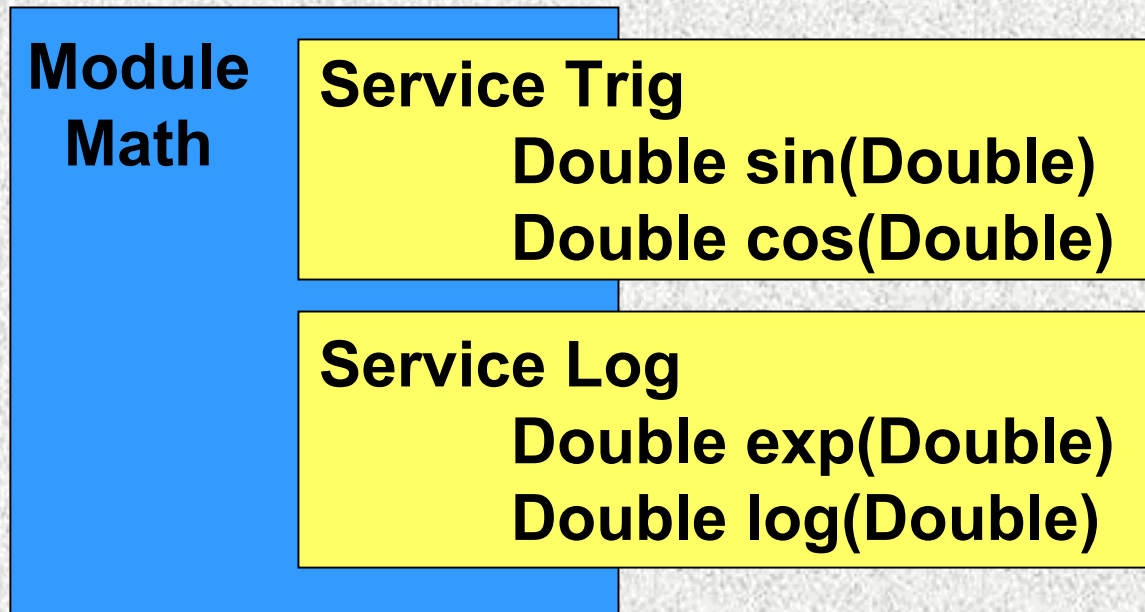 Module
Math
Service Trig
Double sin(Double)
Double cos(Double)
Service Log
Double exp(Double)
Double log(Double)